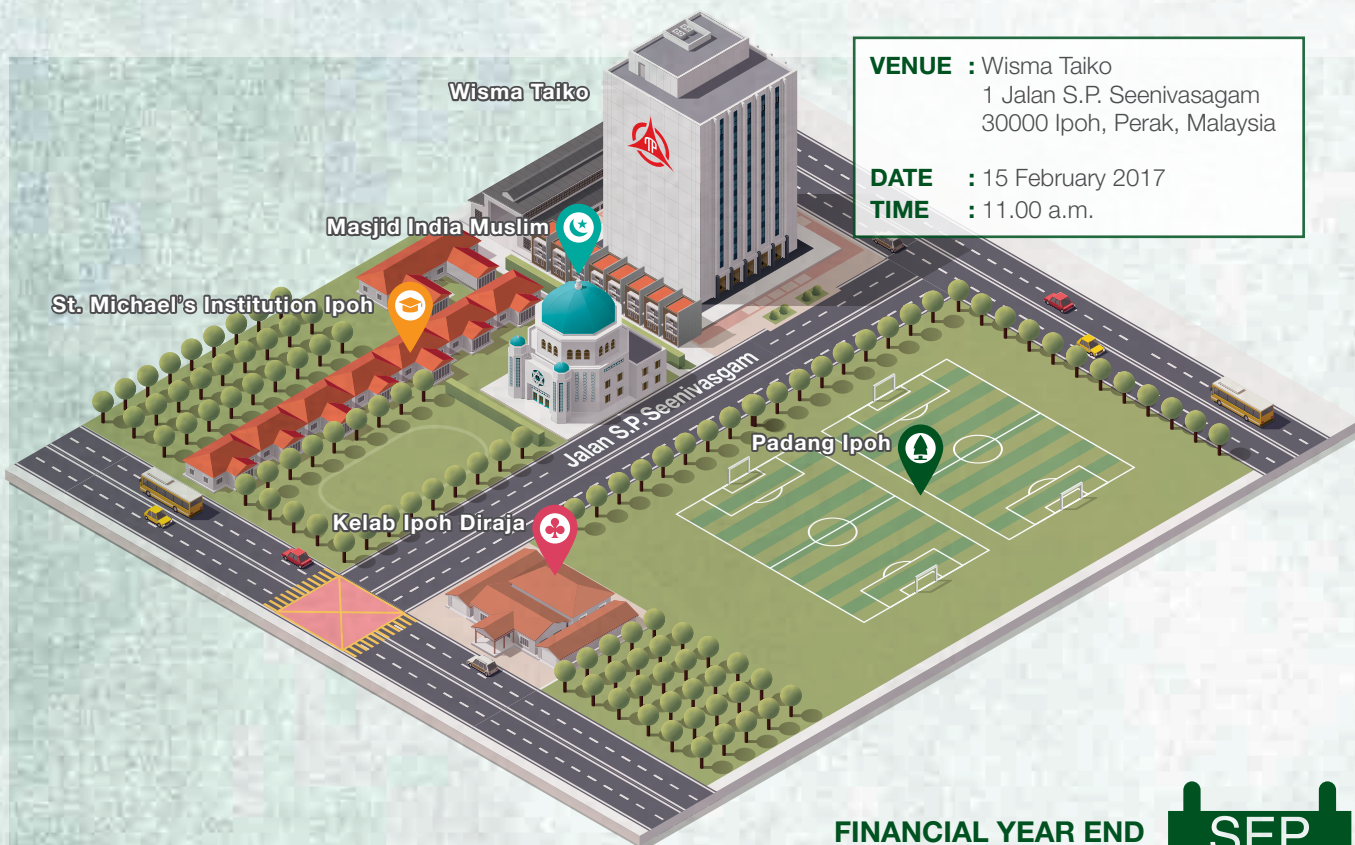 Wisma Taiko
VENUE : Wisma Taiko
1 Jalan S.P. Seenivasagam
30000 Ipoh, Perak, Malaysia
DATE : 15 February 2017
TIME : 11.00 a.m.
TP
Masjid India Muslim
St. Michael's Institution Ipoh
Jalan S.P. Seenivasgam
Padang Ipoh
Kelab Ipoh Diraja
FINANCIAL YEAR END
SEP